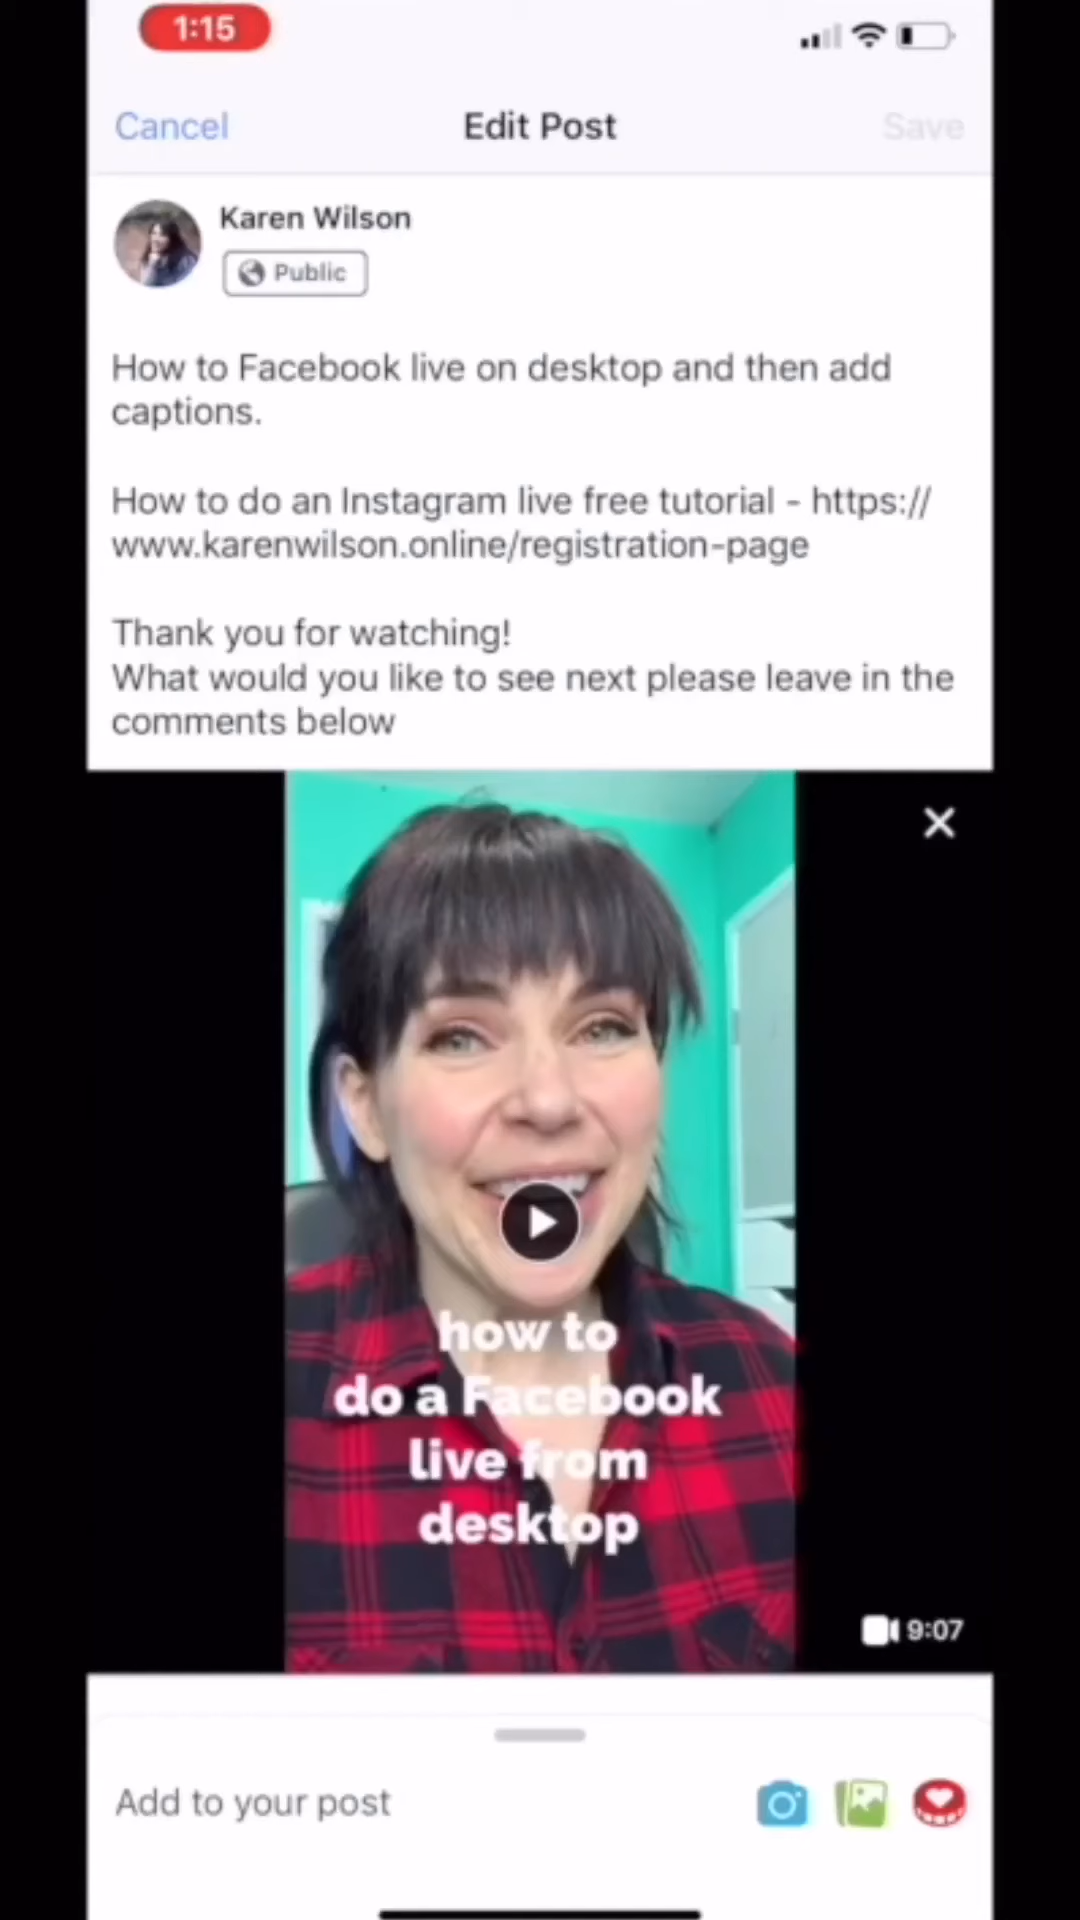 1:15
Cancel
Edit Post
Save
Karen Wilson
Public
How to Facebook live on desktop and then add
captions.
How to do an Instagram live free tutorial - https://
www.karenwilson.online/registration-page
Thank you for watching!
What would you like to see next please leave in the
comments below
how to
do a Facebook
live from
desktop
9:07
Add to your post